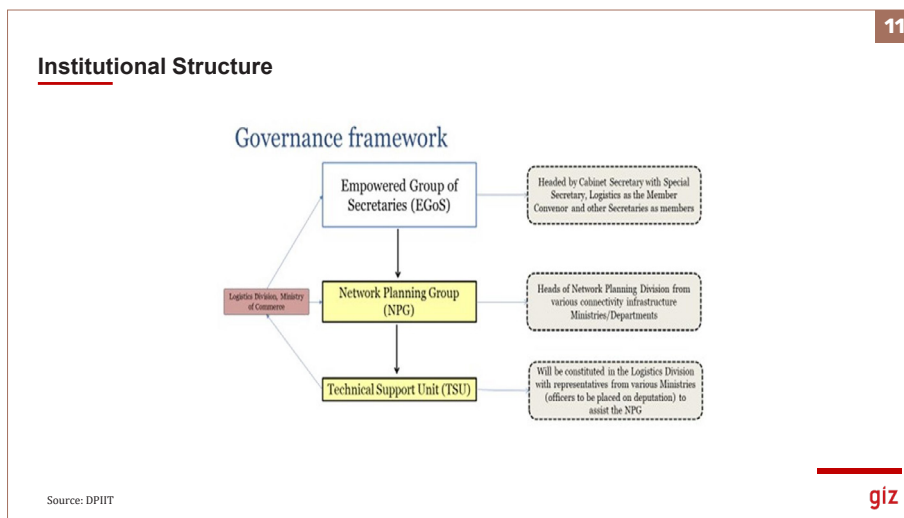 11
Institutional Structure
Governance framework
Empowered Group of
Secretaries (EGoS)
Headed by Cabinet Secretary with Special
Secretary, Logistics as the Member
Convenor and other Secretaries as members
Logistics Division, Ministry
of Commerce
Network Planning Group
(NPG)
Heads of Network Planning Division from
various connectivity infrastructure
Ministries/Departments
Technical Support Unit (TSU)
Will be constituted in the Logistics Division
with representatives from various Ministries
(officers to be placed on deputation) to
assist the NPG
Source: DPIIT
giz